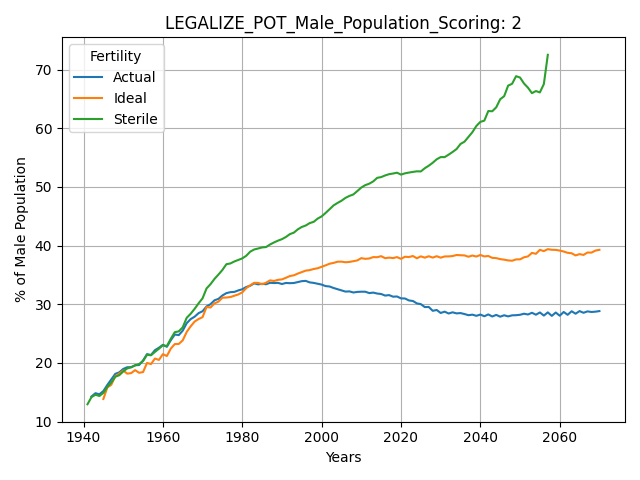 LEGALIZE_POT_Male_Population_Scoring: 2
Fertility
Actual
Ideal
Sterile
% of Male Population
70
60
50
40
30
20
10
1940 1960 1980 2000 2020 2040 2060
Years